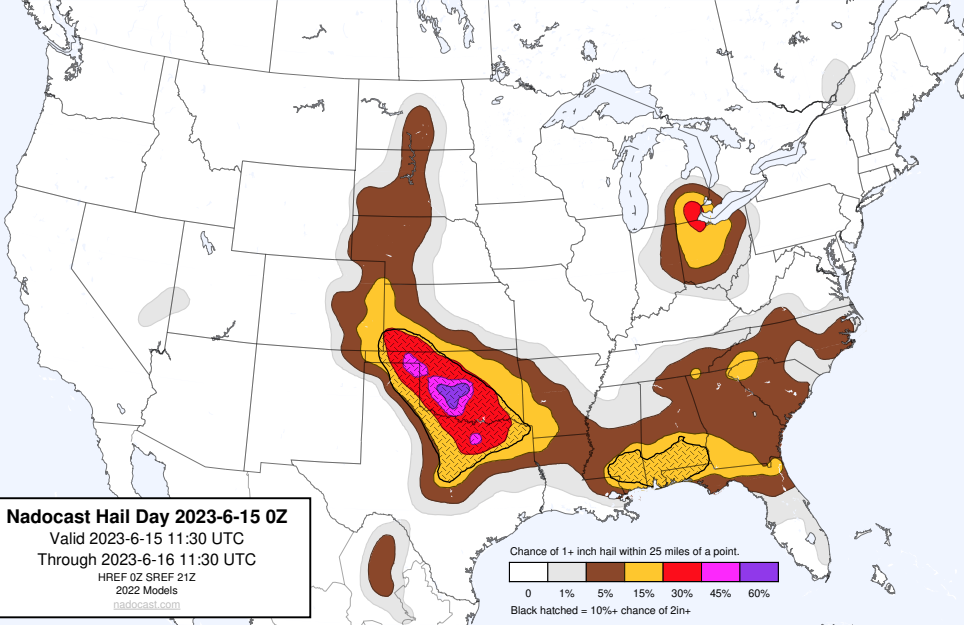 Nadocast Hail Day 2023-6-15 0Z
Valid 2023-6-15 11:30 UTC
Through 2023-6-16 11:30 UTC
HREF 0Z SREF 21Z
2022 Models
nadocast.com
Chance of 1+ inch hail within 25 miles of a point.
0 1% 5% 15% 30% 45% 60%
Black hatched = 10%+ chance of 2in+